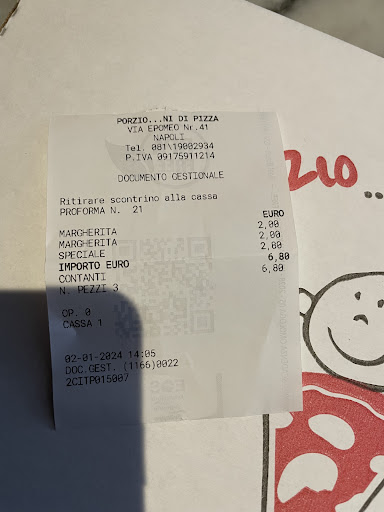 PORZIO...NI DI PIZZA
VIA EPOMEO Nr.41
NAPOLI
Tel. 081\19002934
P.IVA 09175911214
DOCUMENTO GESTIONALE
Ritirare scontrino alla cassa
PROFORMA N. 21
EURO
MARGHERITA 2,00
MARGHERITA 2,00
SPECIALE 2,80
IMPORTO EURO 6,80
CONTANTI 6,80
N. PEZZI 3
OP. 0
CASSA 1
02-01-2024 14:05
DOC.GEST. (1166)0022
2CITP015007
ZIO...